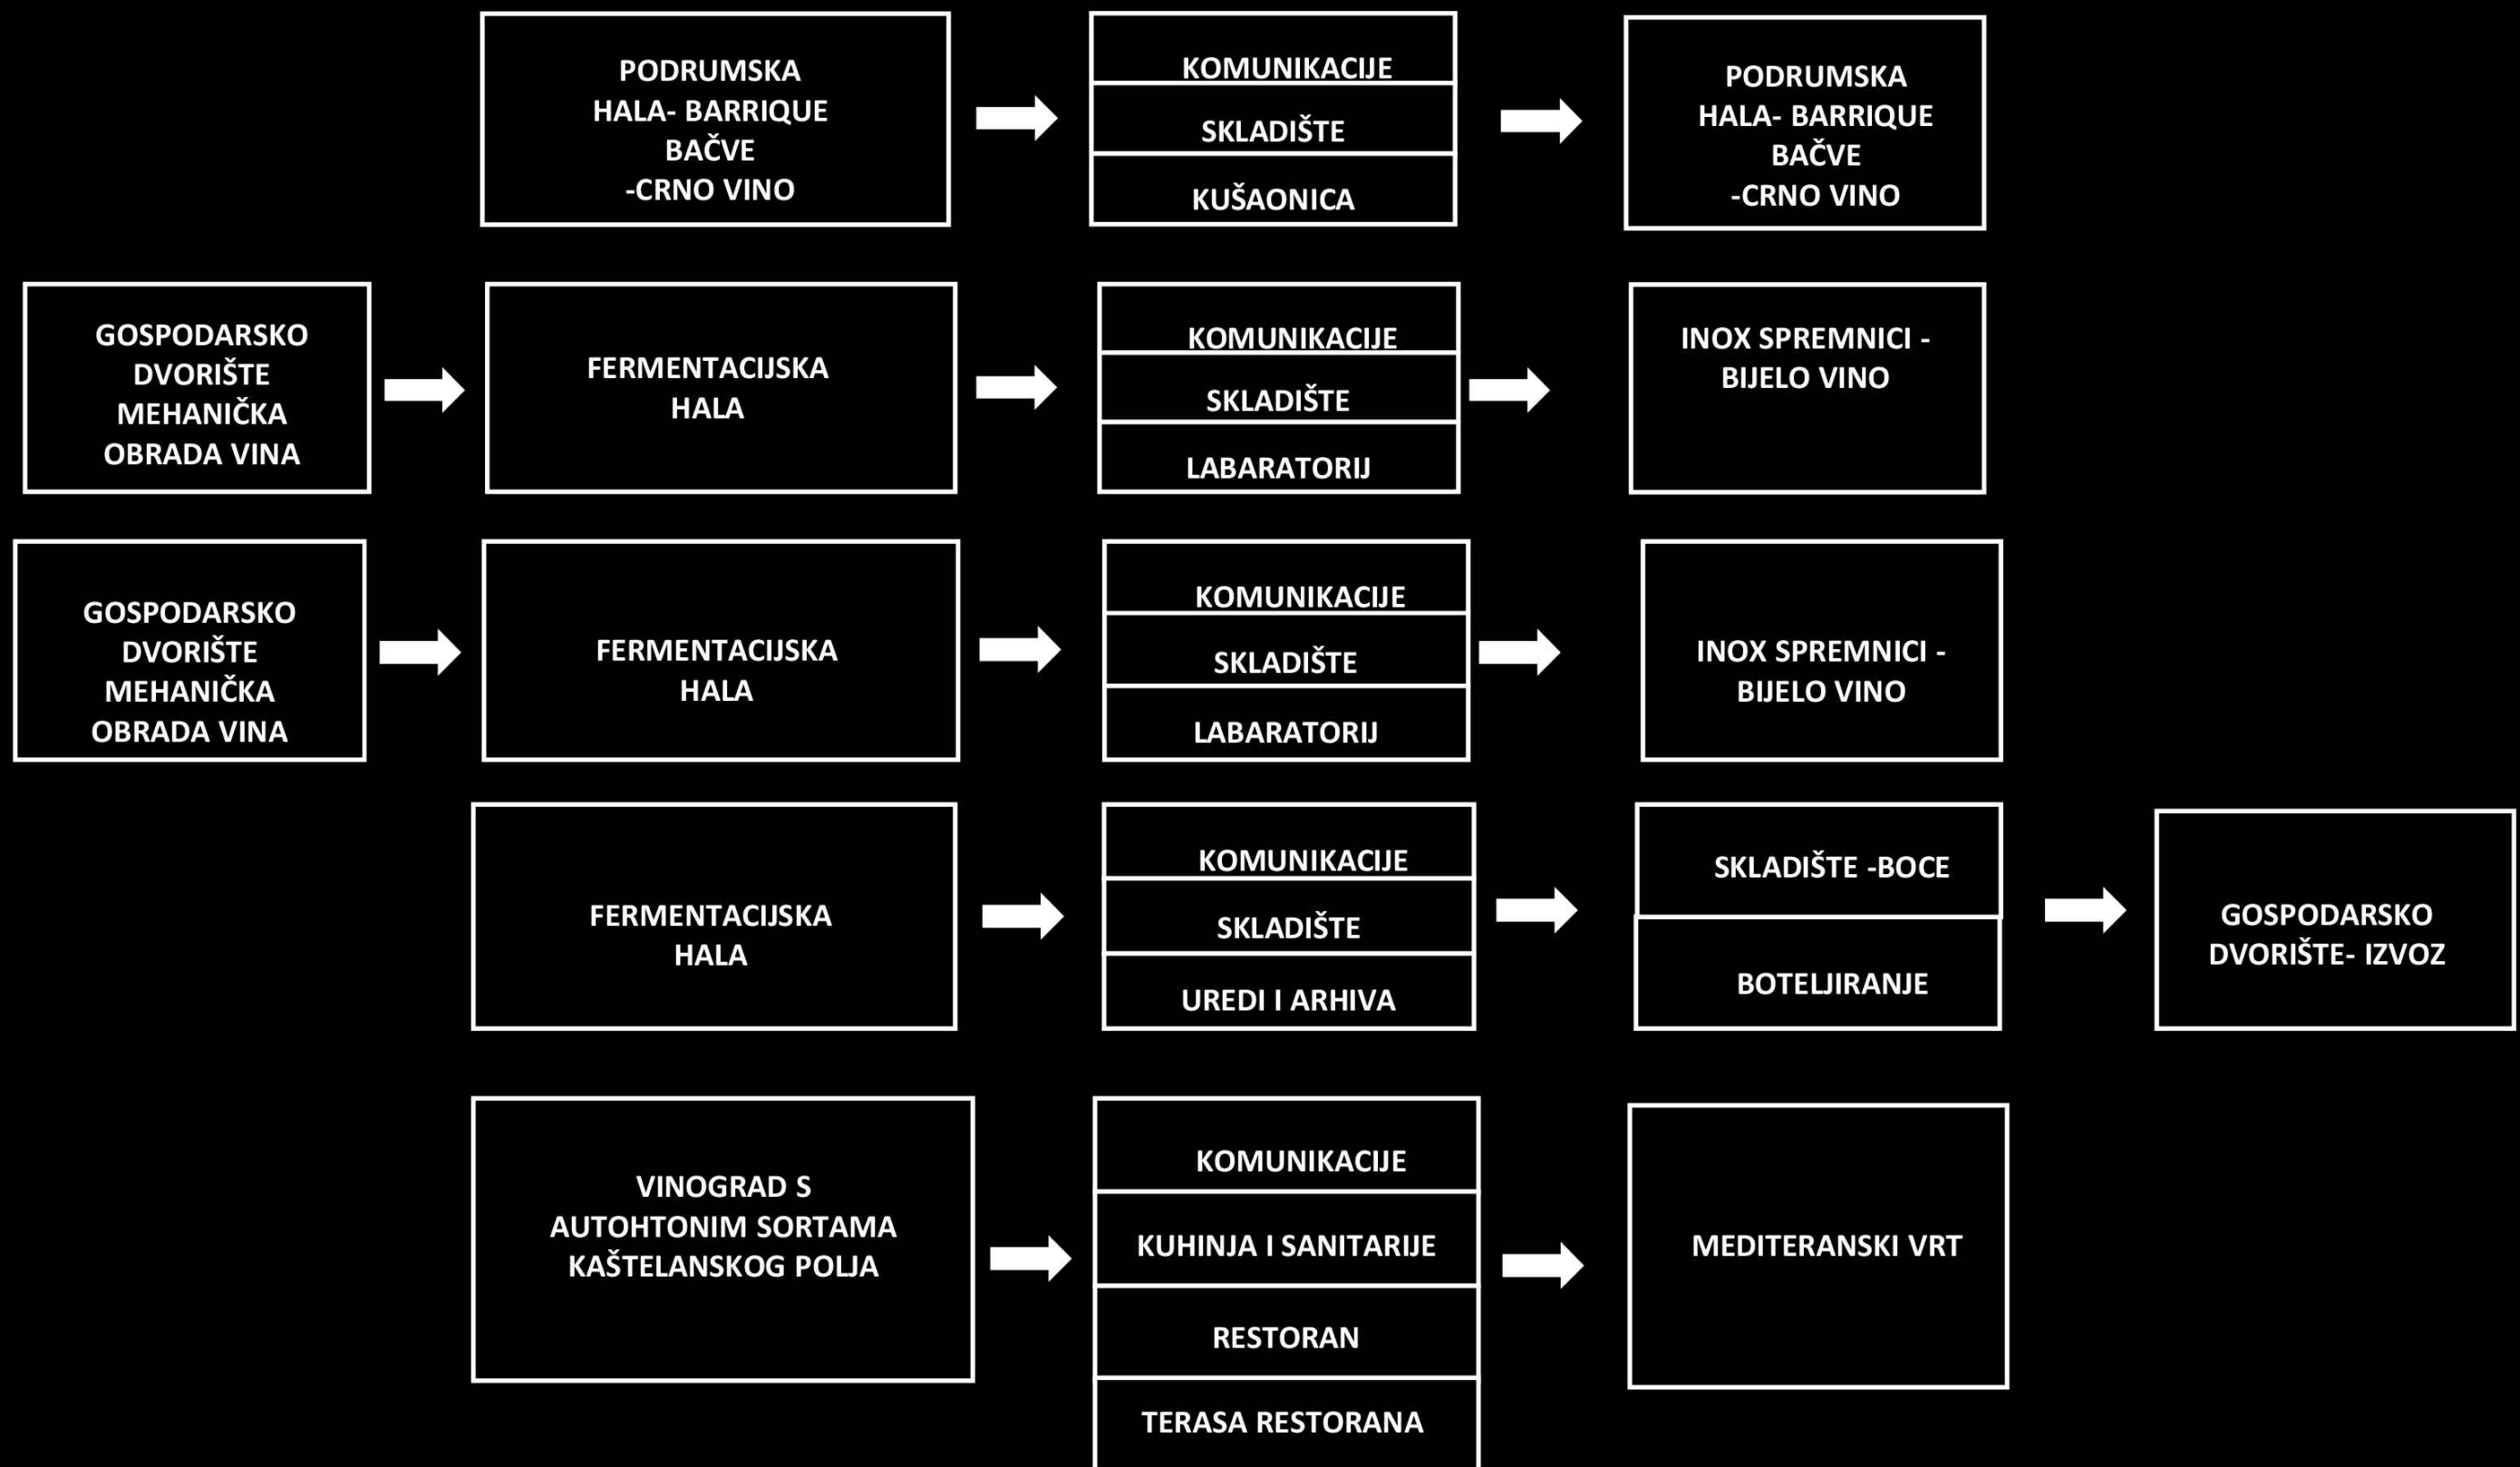 PODRUMSKA
HALA- BARRIQUE
BAČVE
-CRNO VINO
KOMUNIKACIJE
SKLADIŠTE
KUŠAONICA
PODRUMSKA
HALA- BARRIQUE
BAČVE
-CRNO VINO
GOSPODARSKO
DVORIŠTE
MEHANIČKA
OBRADA VINA
FERMENTACIJSKA
HALA
KOMUNIKACIJE
SKLADIŠTE
LABARATORIJ
INOX SPREMNICI -
BIJELO VINO
GOSPODARSKO
DVORIŠTE
MEHANIČKA
OBRADA VINA
FERMENTACIJSKA
HALA
KOMUNIKACIJE
SKLADIŠTE
LABARATORIJ
INOX SPREMNICI -
BIJELO VINO
FERMENTACIJSKA
HALA
KOMUNIKACIJE
SKLADIŠTE
UREDI I ARHIVA
SKLADIŠTE -BOCE
BOTELJIRANJE
GOSPODARSKO
DVORIŠTE- IZVOZ
VINOGRAD S
AUTOHTONIM SORTAMA
KAŠTELANSKOG POLJA
KOMUNIKACIJE
KUHINJA I SANITARIJE
RESTORAN
TERASA RESTORANA
MEDITERANSKI VRT